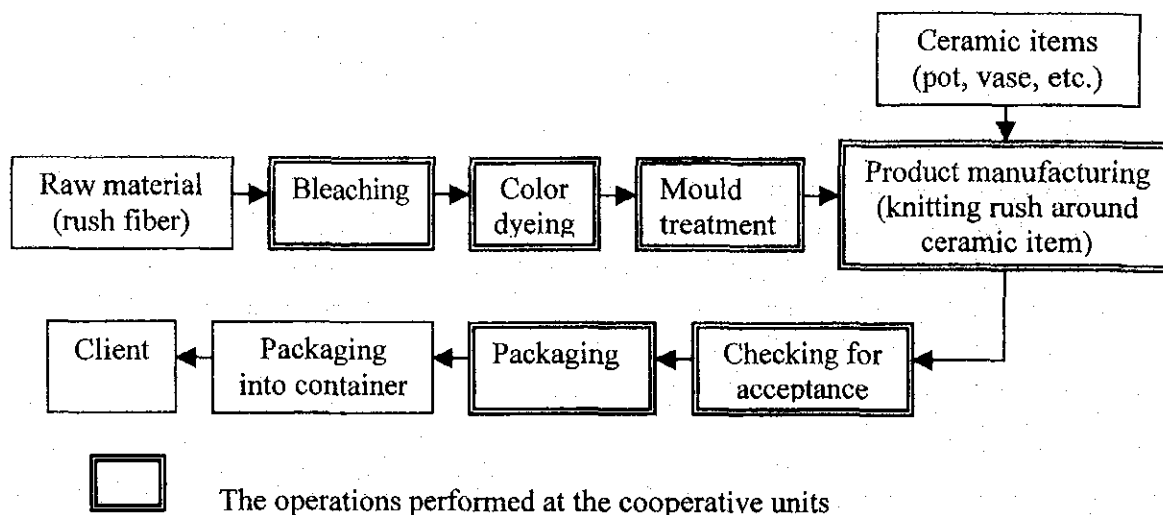 Ceramic items
(pot, vase, etc.)
Raw material
(rush fiber)
Bleaching
Color
dyeing
Mould
treatment
Product manufacturing
(knitting rush around
ceramic item)
Client
Packaging
into container
Packaging
Checking for
acceptance
The operations performed at the cooperative units